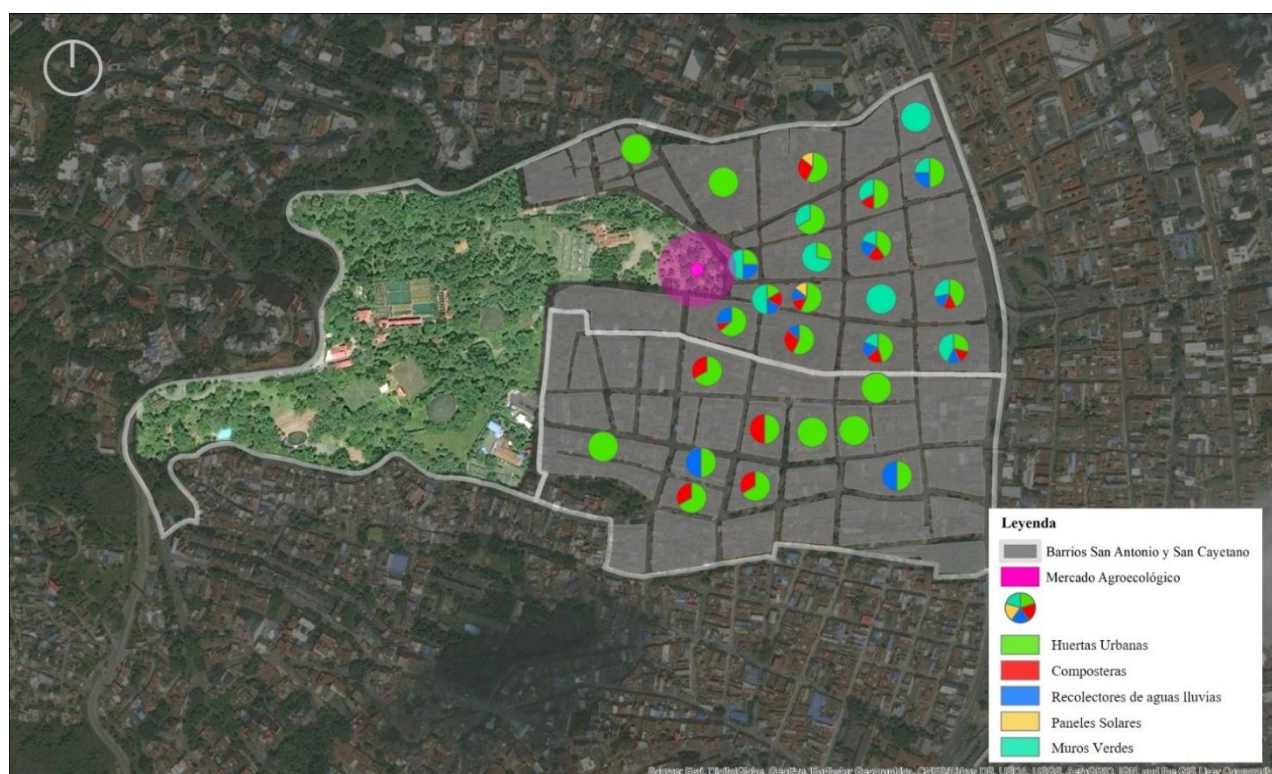 Leyenda
Barrios San Antonio y San Cayetano
Mercado Agroecológico
Huertas Urbanas
Composteras
Recolectores de aguas lluvias
Paneles Solares
Muros Verdes